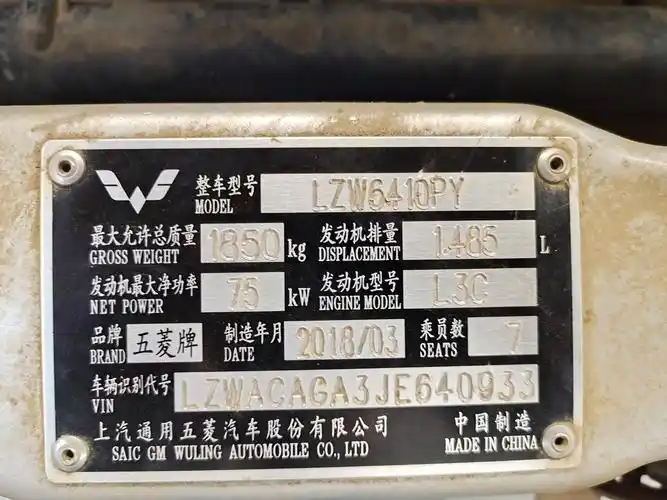 整车型号 MODEL LZW6410PY
最大允许总质量 GROSS WEIGHT 1850 kg 发动机排量 DISPLACEMENT 1.485 L
发动机最大净功率 NET POWER 75 kW 发动机型号 ENGINE MODEL L3C
品牌 BRAND 五菱牌 制造年月 DATE 2018/03 乘员数 SEATS 7
车辆识别代号 VIN LZWACAGA3JE640933
上汽通用五菱汽车股份有限公司 中国制造
SAIC GM WULING AUTOMOBILE CO., LTD MADE IN CHINA